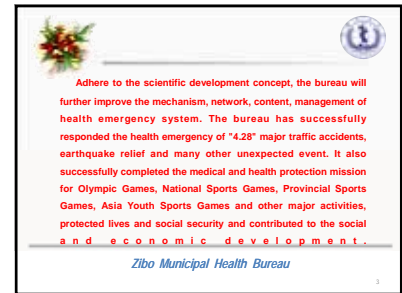 Adhere to the scientific development concept, the bureau will
further improve the mechanism, network, content, management of
health emergency system. The bureau has successfully
responded the health emergency of "4.28" major traffic accidents,
earthquake relief and many other unexpected event. It also
successfully completed the medical and health protection mission
for Olympic Games, National Sports Games, Provincial Sports
Games, Asia Youth Sports Games and other major activities,
protected lives and social security and contributed to the social
and economic development.
Zibo Municipal Health Bureau
3